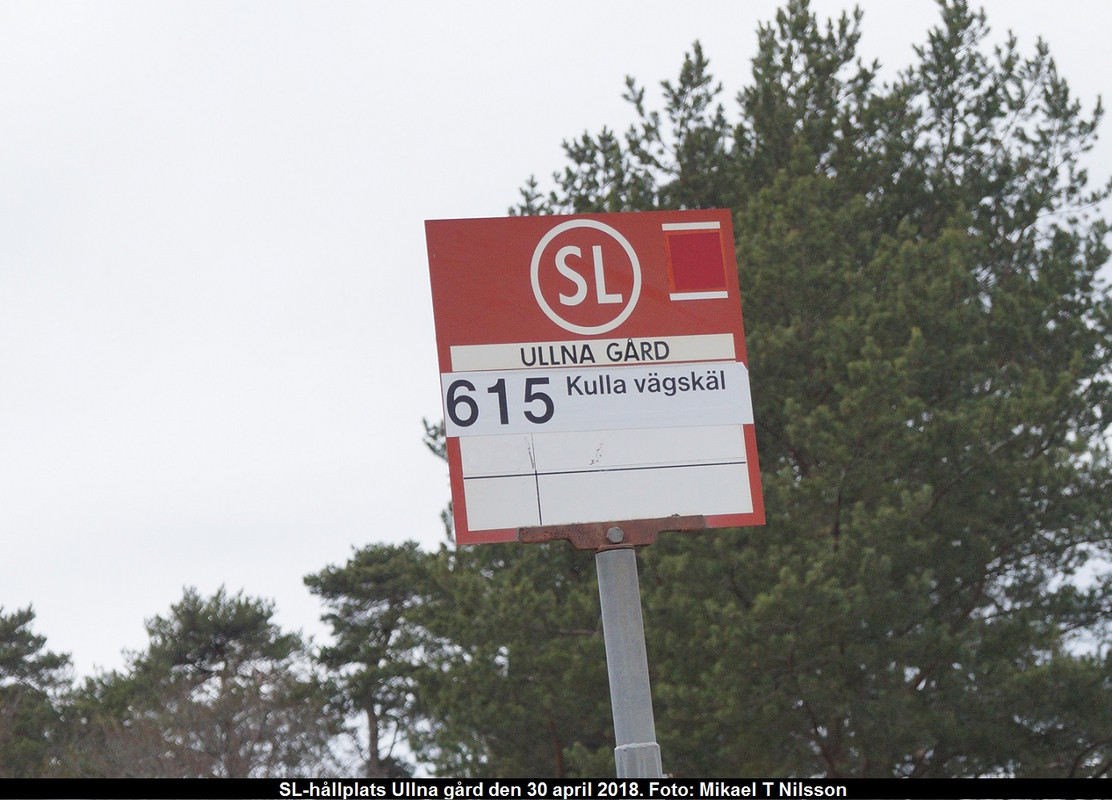 SL
ULLNA GÅRD
615 Kulla vägskäl
SL-hållplats Ullna gård den 30 april 2018. Foto: Mikael T Nilsson